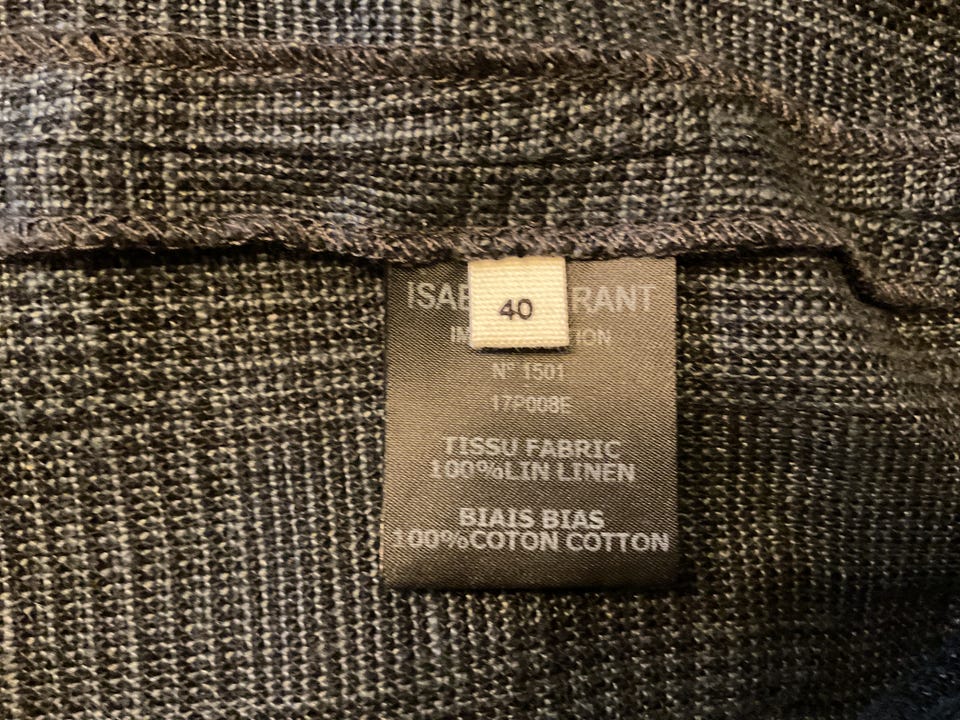 40
TISSU FABRIC
100%LIN LINEN
N° 1501
17P008E
BIAIS BIAS
100%COTON COTTON